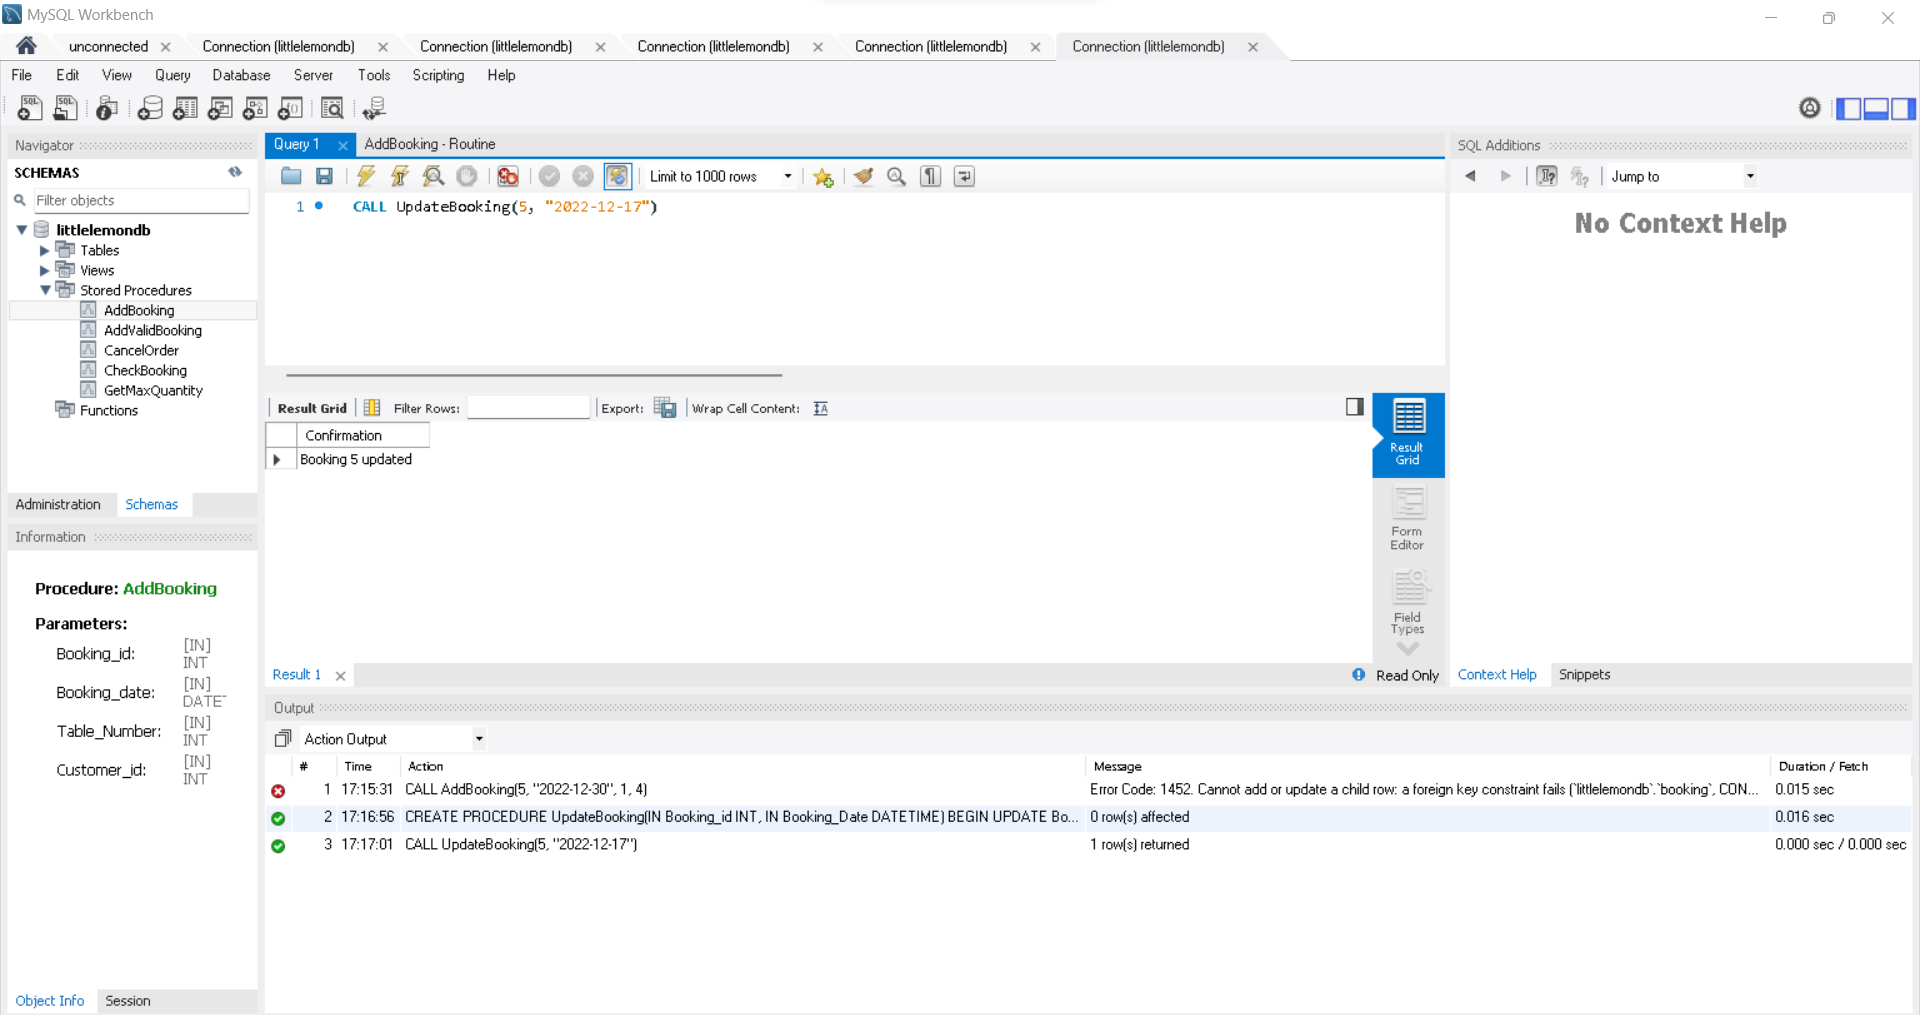 MySQL Workbench
unconnected
Connection (littlelemondb)
Connection (littlelemondb)
Connection (littlelemondb)
Connection (littlelemondb)
Connection (littlelemondb)
File Edit View Query Database Server Tools Scripting Help
Navigator
SCHEMAS
Filter objects
littlelemondb
Tables
Views
Stored Procedures
AddBooking
AddValidBooking
CancelOrder
CheckBooking
GetMaxQuantity
Functions
Administration Schemas
Information
Procedure: AddBooking
Parameters:
Booking_id: [IN] INT
Booking_date: [IN] DATE
Table_Number: [IN] INT
Customer_id: [IN] INT
Object Info Session
Query 1 AddBooking - Routine
Limit to 1000 rows
1 CALL UpdateBooking(5, "2022-12-17")
Result Grid Filter Rows: Export: Wrap Cell Content:
Confirmation
Booking 5 updated
Result Grid
Form Editor
Field Types
Result 1 Read Only
SQL Additions
Jump to
No Context Help
Context Help Snippets
Output
Action Output
# Time Action Message Duration / Fetch
1 17:15:31 CALL AddBooking(5, "2022-12-30", 1, 4) Error Code: 1452. Cannot add or update a child row: a foreign key constraint fails (`littlelemondb`.`booking`, CON... 0.015 sec
2 17:16:56 CREATE PROCEDURE UpdateBooking(IN Booking_id INT, IN Booking_Date DATETIME) BEGIN UPDATE Bo... 0 row(s) affected 0.016 sec
3 17:17:01 CALL UpdateBooking(5, "2022-12-17") 1 row(s) returned 0.000 sec / 0.000 sec